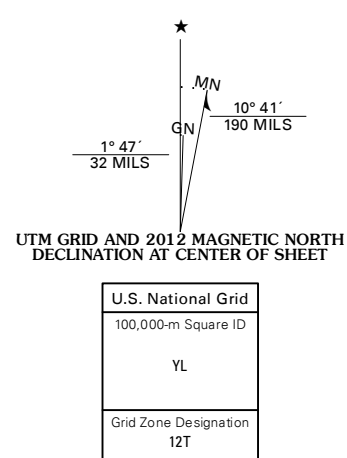 ★
MN
10° 41´
190 MILS
GN
1° 47´
32 MILS
UTM GRID AND 2012 MAGNETIC NORTH
DECLINATION AT CENTER OF SHEET
U.S. National Grid
100,000-m Square ID
YL
Grid Zone Designation
12T